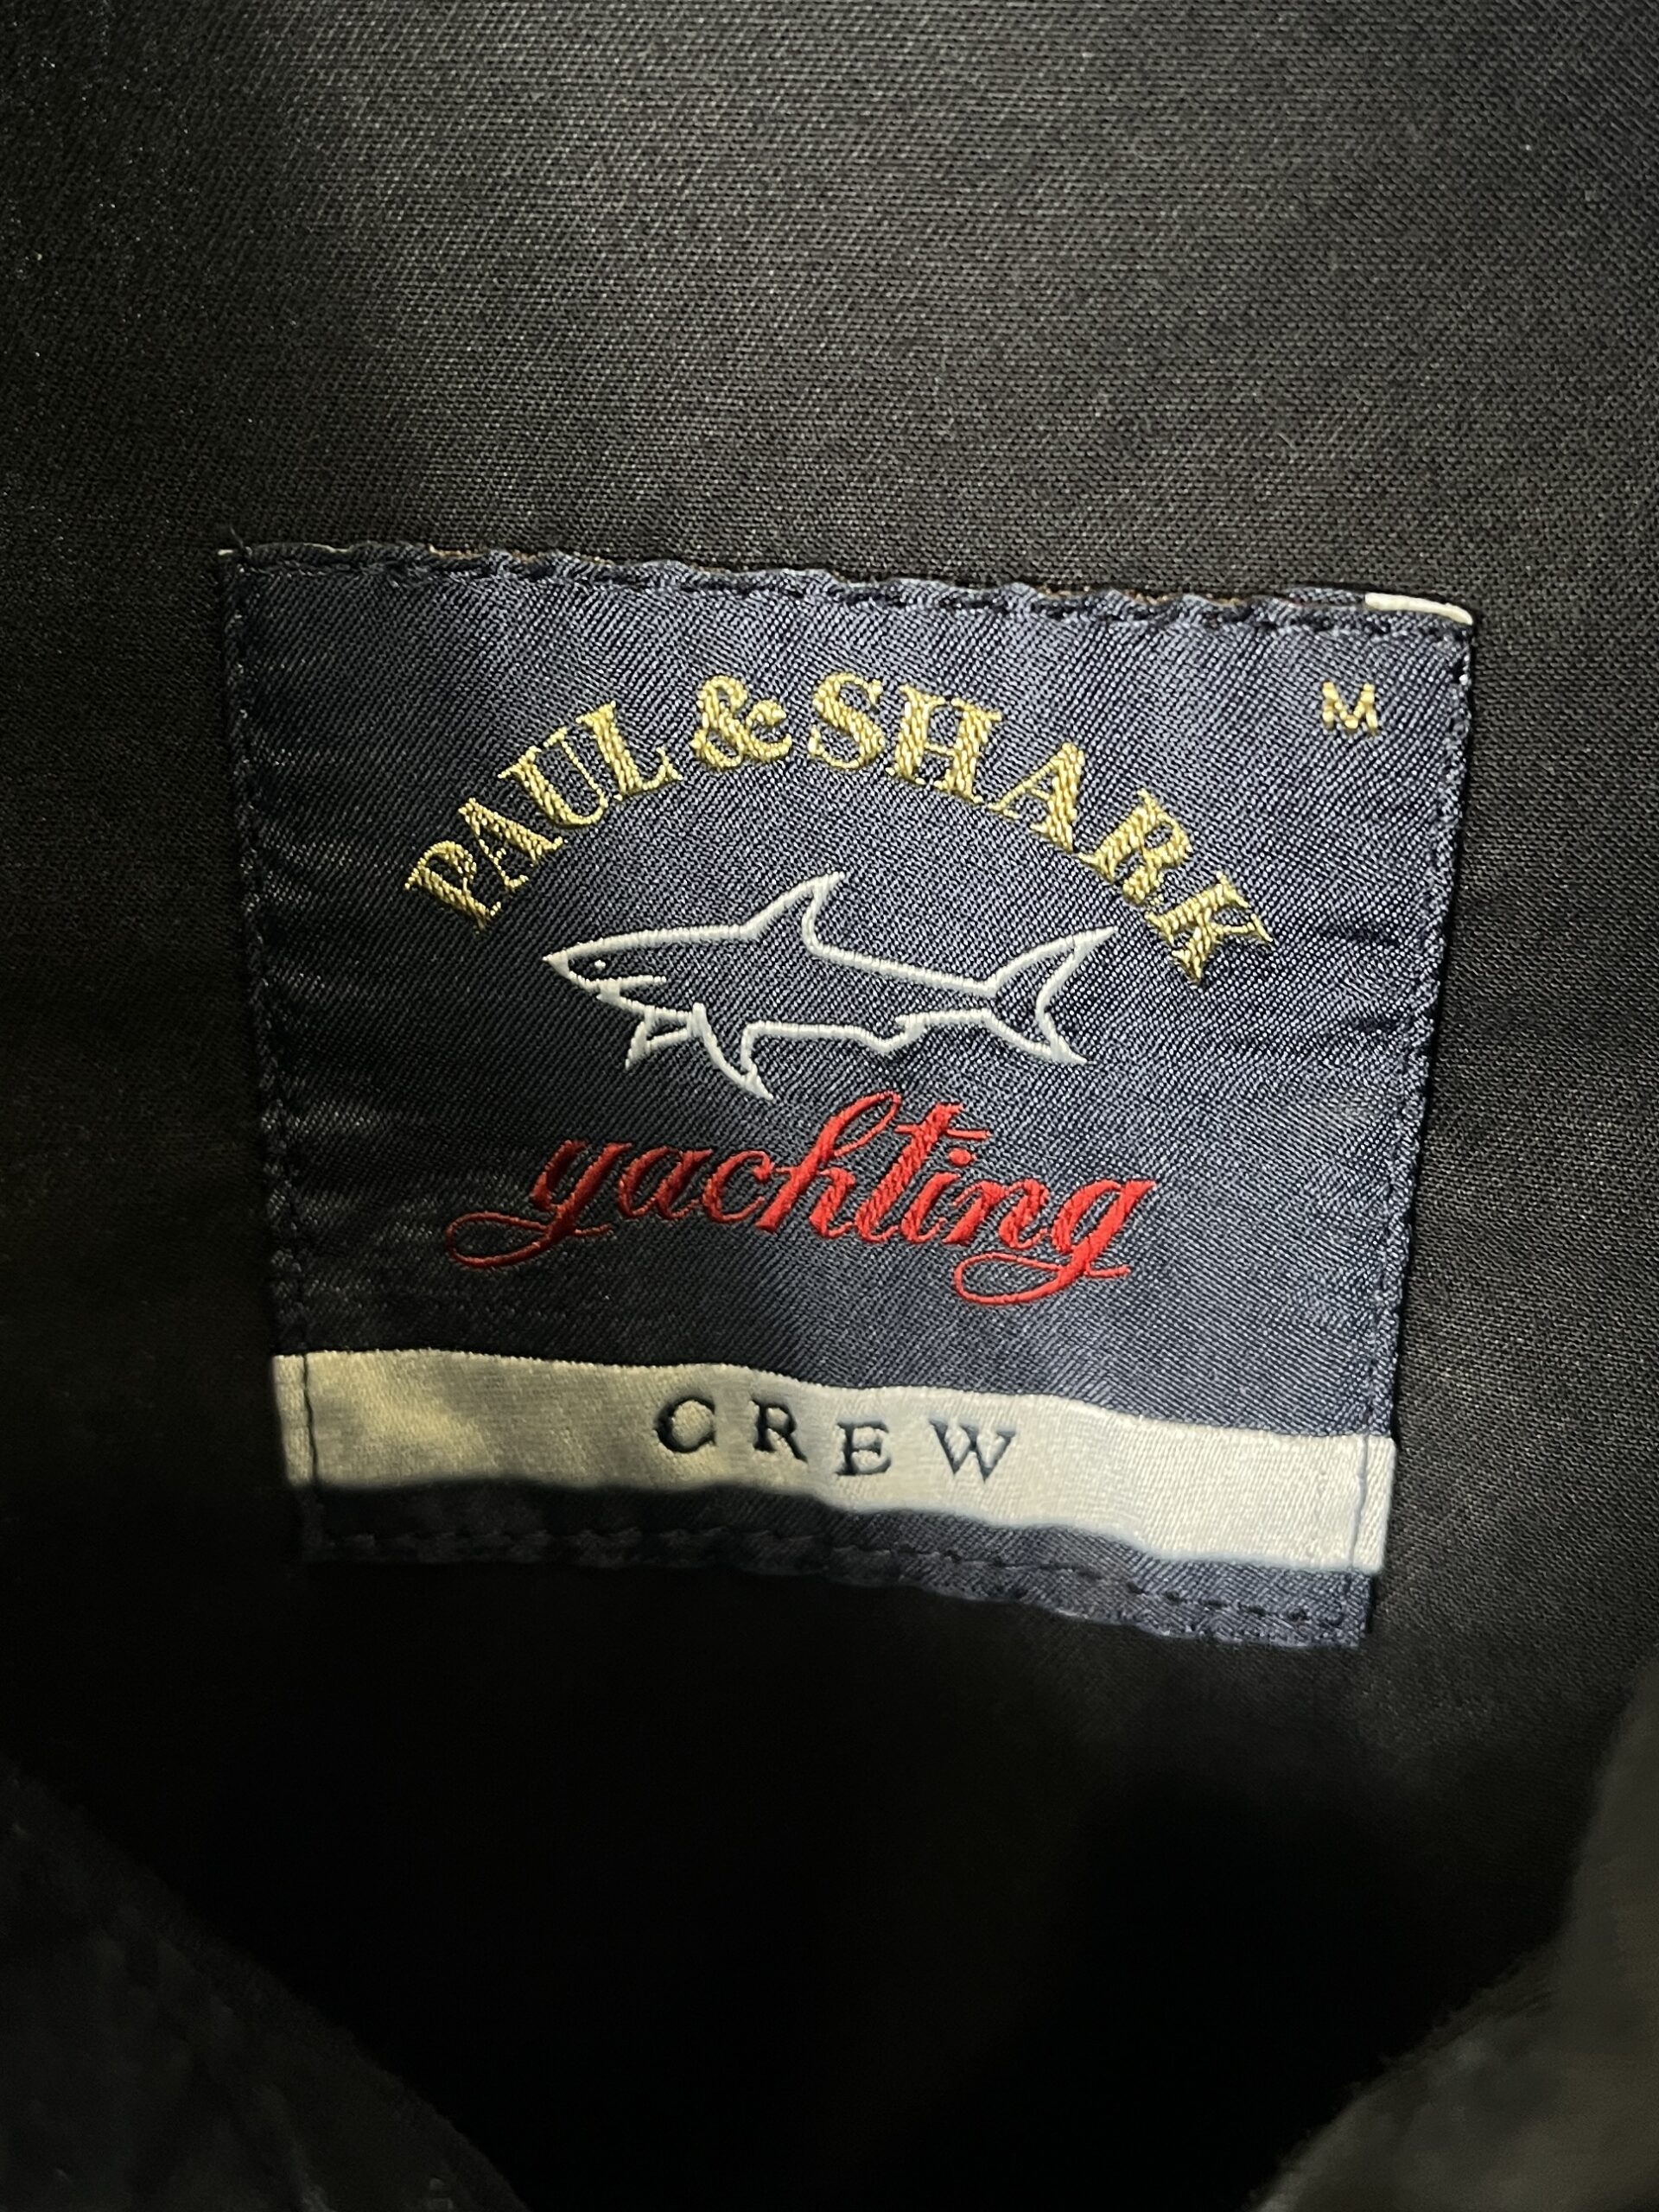 PAUL & SHARK
M
yachting
CREW